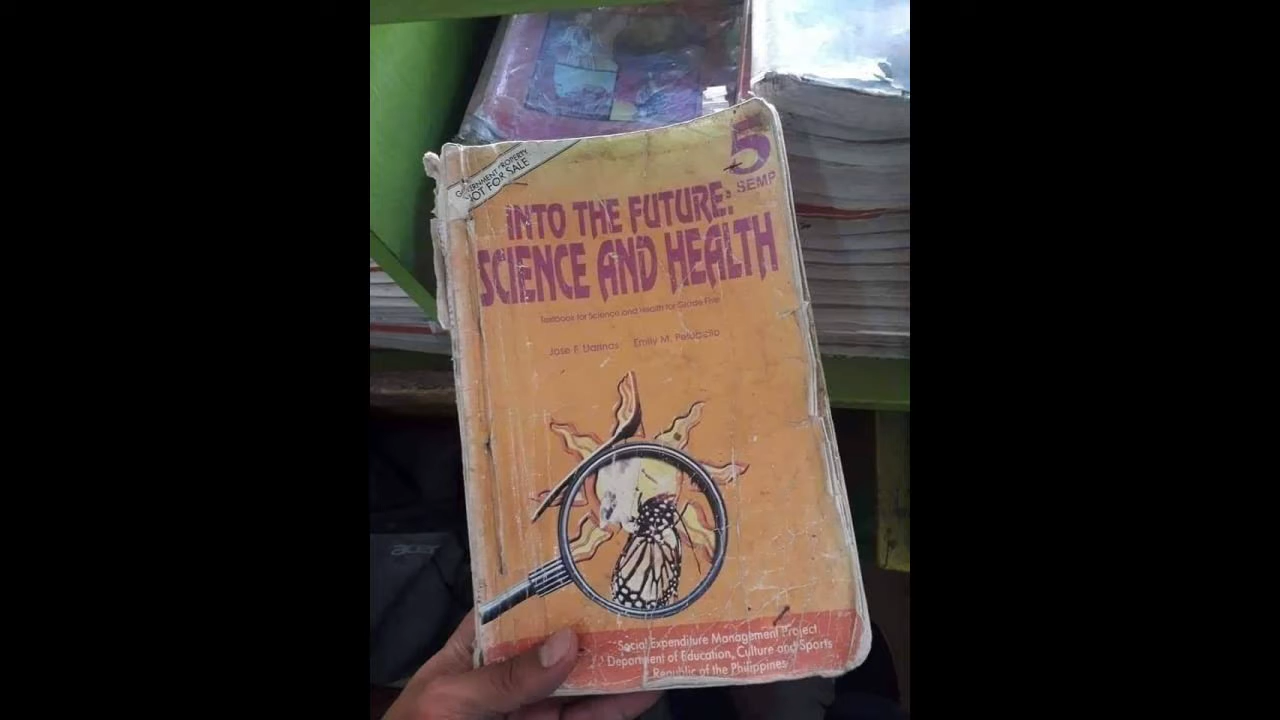 GOVERNMENT PROPERTY
NOT FOR SALE
5
SEMP
INTO THE FUTURE:
SCIENCE AND HEALTH
Textbook for Science and Health for Grade Five
Jose F. Emily M.
Social Expenditure Management Project
Department of Education, Culture and Sports
Republic of the Philippines
acer